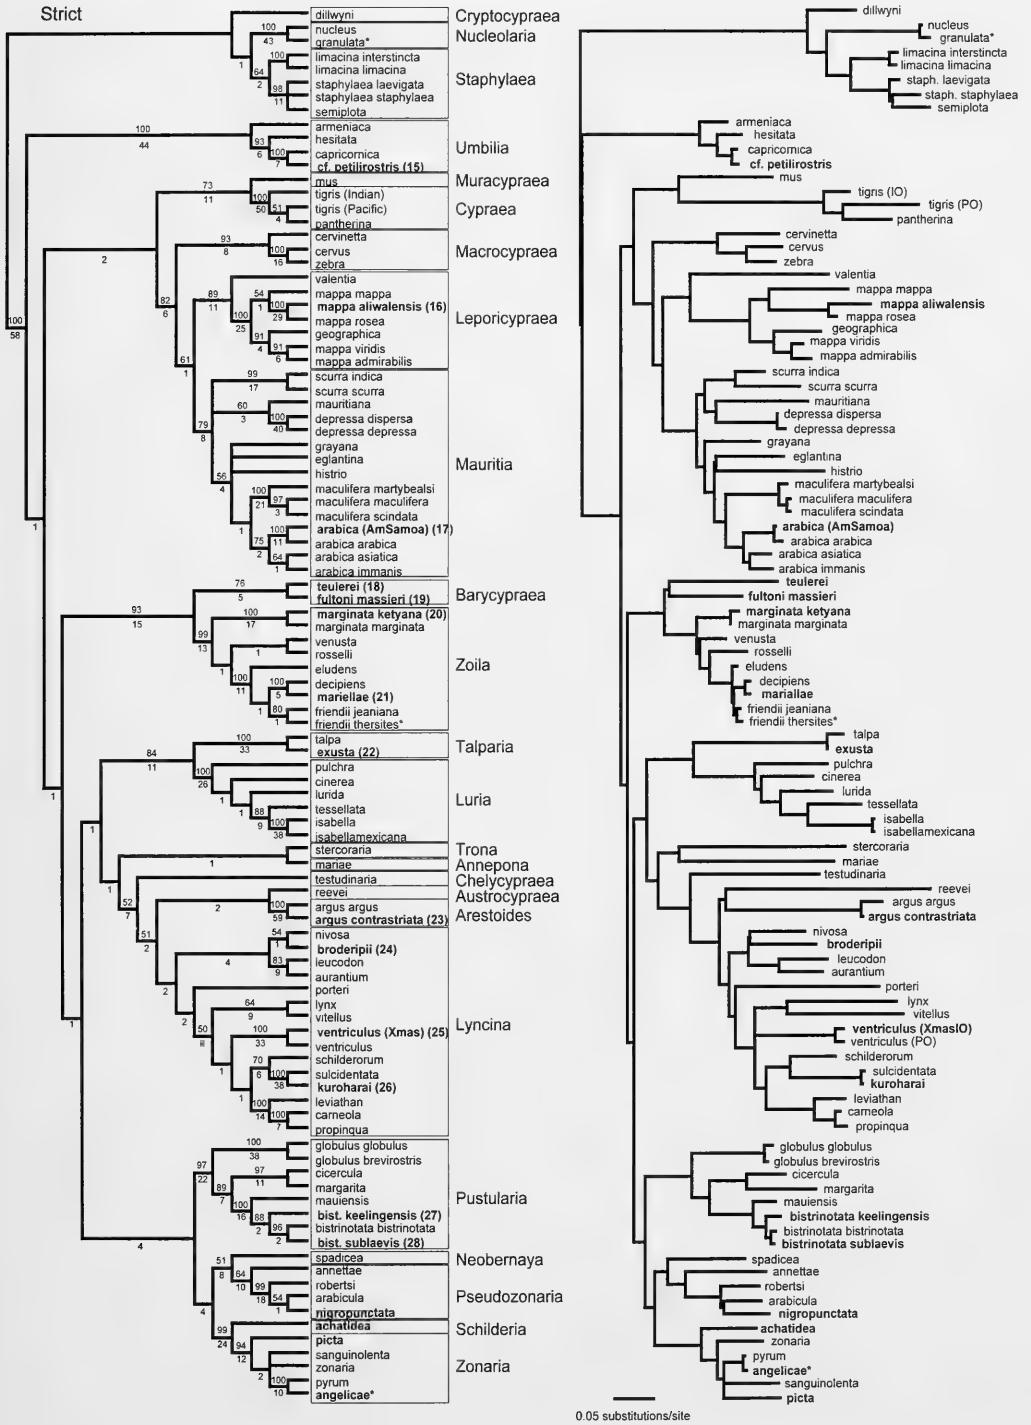 Strict
dillwyni
Cryptocypraea
100 nucleus
43 granulata*
Nucleolaria
1
100 limacina interstincta
64 limacina limacina
Staphylaea
2
98 staphylaea laevigata
11 staphylaea staphylaea
semiplota
100
44
armeniaca
93 hesitata
6
100 capricornica
7 cf. petilirostris (15)
Umbilia
73
11
mus
Muracypraea
100 tigris (Indian)
50
51 tigris (Pacific)
4 pantherina
Cypraea
2
93
8
cervinetta
100 cervus
16 zebra
Macrocypraea
82
6
valentia
89
11
54 mappa mappa
1
100 mappa aliwalensis (16)
29 mappa rosea
100
25
Leporicypraea
91 geographica
4
91 mappa viridis
6 mappa admirabilis
100
58
61
1
99 scurra indica
17 scurra scurra
60 mauritiana
3
100 depressa dispersa
40 depressa depressa
79
8
grayana
eglantina
Mauritia
56 histrio
4
100 maculifera martybealsi
21
97 maculifera maculifera
3 maculifera scindata
1
1
100 arabica (AmSamoa) (17)
11 arabica arabica
75
2
64 arabica asiatica
1 arabica immanis
76 teulerei (18)
5 fultoni massieri (19)
Barycypraea
93
15
100 marginata ketyana (20)
17 marginata marginata
99
13
1
venusta
rosselli
1
eludens
Zoila
100
11
100 decipiens
5 mariellae (21)
1
80 friendii jeaniana
1 friendii thersites*
100 talpa
33 exusta (22)
Talparia
84
11
100 pulchra
26 cinerea
1
lurida
1
88 tessellata
9
100 isabella
38 isabellamexicana
Luria
1
1
stercoraria
Trona
1
mariae
Annepona
1
testudinaria
Chelycypraea
52
7
reevei
Austrocypraea
2
100 argus argus
59 argus contrastriata (23)
Arestoides
51
2
54 nivosa
1 broderipii (24)
4
83 leucodon
9 aurantium
2
porteri
2
64 lynx
9 vitellus
Lyncina
50
1
100 ventriculus (Xmas) (25)
33 ventriculus
1
70 schilderorum
6
100 sulcidentata
38 kuroharai (26)
1
100 leviathan
14
100 carneola
7 propinqua
100 globulus globulus
38 globulus brevirostris
97
22
97 cicercula
11 margarita
89
7
100 mauiensis
16
88 bist. keelingensis (27)
2
96 bistrinotata bistrinotata
2 bist. sublaevis (28)
Pustularia
4
51 spadicea
8
Neobernaya
64 annettae
10
99 robertsi
18
54 arabicula
1 nigropunctata
Pseudozonaria
4
99 achatidea
24
Schilderia
94 picta
12
sanguinolenta
2
zonaria
100 pyrum
10 angelicae*
Zonaria
dillwyni
nucleus
granulata*
limacina interstincta
limacina limacina
staph. laevigata
staph. staphylaea
semiplota
armeniaca
hesitata
capricornica
cf. petilirostris
mus
tigris (IO)
tigris (PO)
pantherina
cervinetta
cervus
zebra
valentia
mappa mappa
mappa aliwalensis
mappa rosea
geographica
mappa viridis
mappa admirabilis
scurra indica
scurra scurra
mauritiana
depressa dispersa
depressa depressa
grayana
eglantina
histrio
maculifera martybealsi
maculifera maculifera
maculifera scindata
arabica (AmSamoa)
arabica arabica
arabica asiatica
arabica immanis
teulerei
fultoni massieri
marginata ketyana
marginata marginata
venusta
rosselli
eludens
decipiens
mariallae
friendii jeaniana
friendii thersites*
talpa
exusta
pulchra
cinerea
lurida
tessellata
isabella
isabellamexicana
stercoraria
mariae
testudinaria
reevei
argus argus
argus contrastriata
nivosa
broderipii
leucodon
aurantium
porteri
lynx
vitellus
ventriculus (XmasIO)
ventriculus (PO)
schilderorum
sulcidentata
kuroharai
leviathan
carneola
propinqua
globulus globulus
globulus brevirostris
cicercula
margarita
mauiensis
bistrinotata keelingensis
bistrinotata bistrinotata
bistrinotata sublaevis
spadicea
annettae
robertsi
arabicula
nigropunctata
achatidea
zonaria
pyrum
angelicae*
sanguinolenta
picta
0.05 substitutions/site